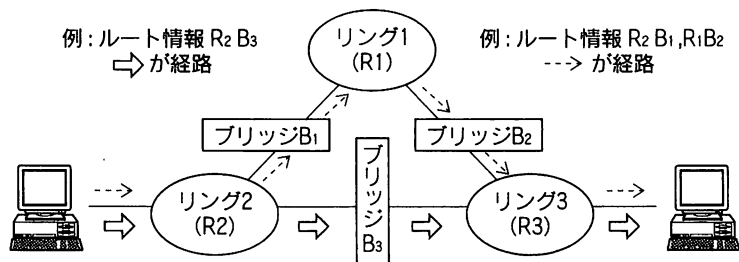 例：ルート情報 R₂ B₃
⇨ が経路
リング1
(R1)
例：ルート情報 R₂ B₁,R₁B₂
---> が経路
ブリッジB₁
ブリッジB₂
ブリッジB₃
リング2
(R2)
リング3
(R3)